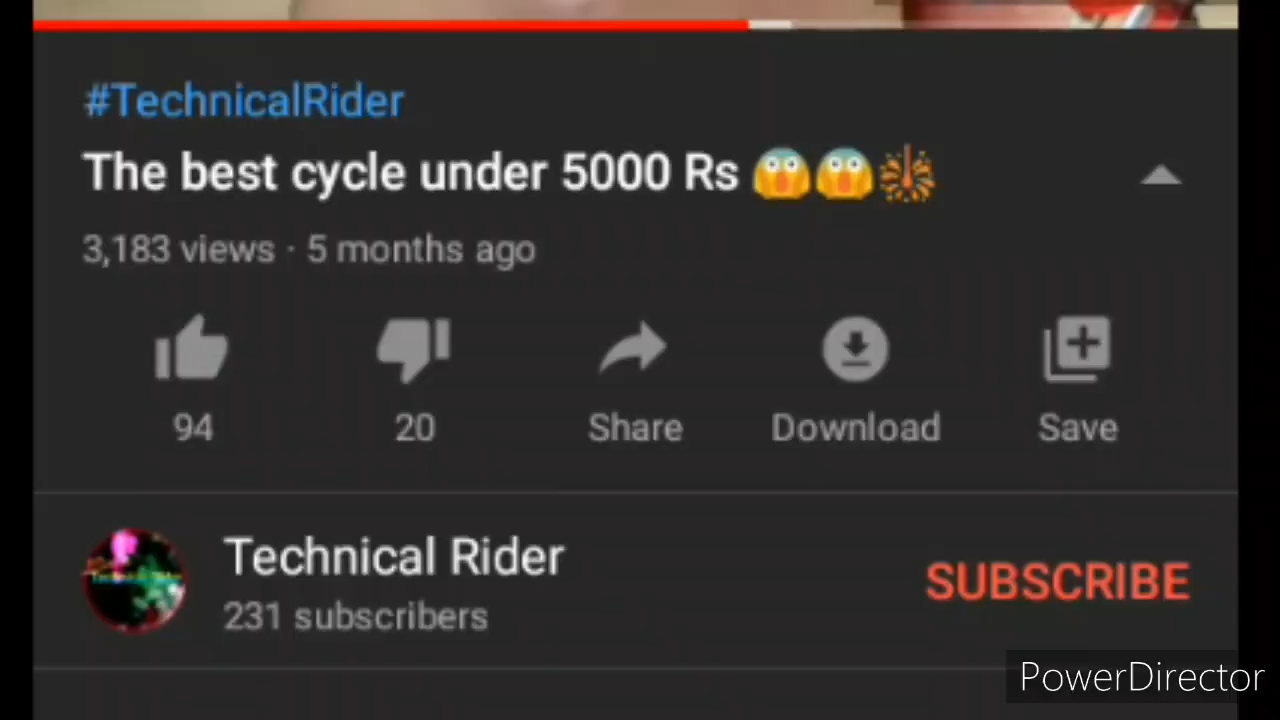 #TechnicalRider
The best cycle under 5000 Rs 😱😱🎇
3,183 views · 5 months ago
94 20 Share Download Save
Technical Rider
231 subscribers
SUBSCRIBE
PowerDirector